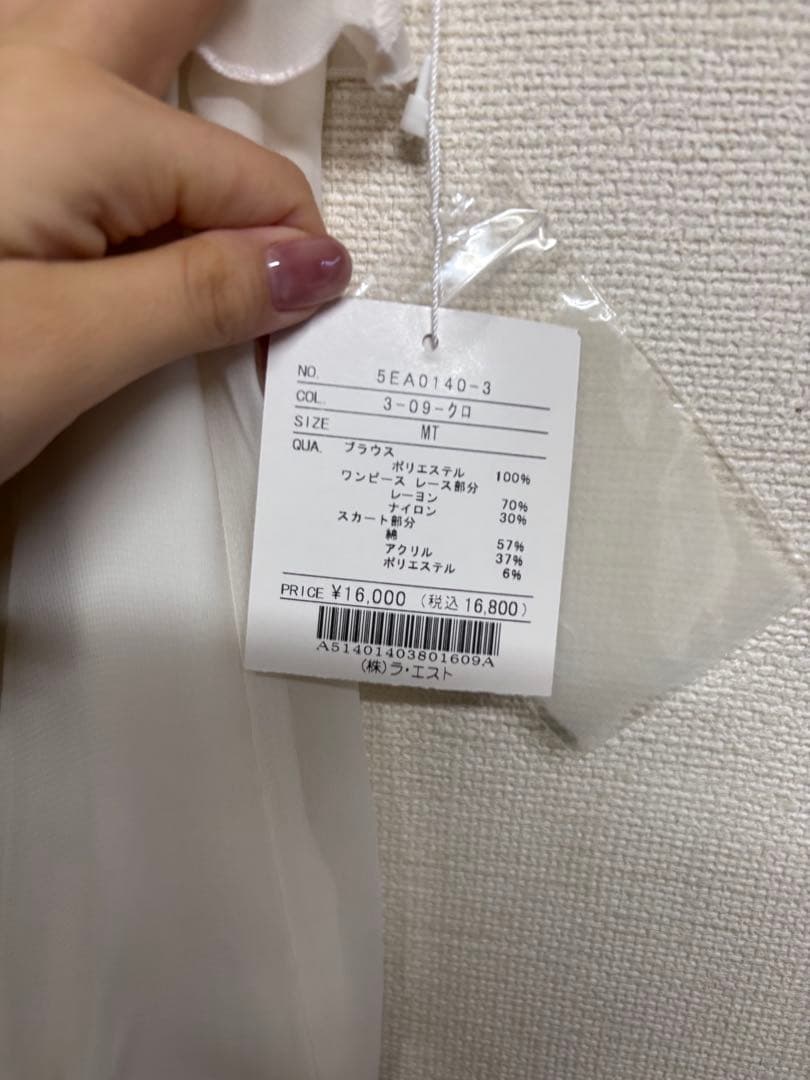 NO. 5EA0140-3
COL. 3-09-クロ
SIZE MT
QUA. ブラウス
ポリエステル 100%
ワンピース レース部分
レーヨン 70%
ナイロン 30%
スカート部分
綿 57%
アクリル 37%
ポリエステル 6%
PRICE ¥16,000 (税込 16,800)
A51401403801609A
(株)ラ・エスト